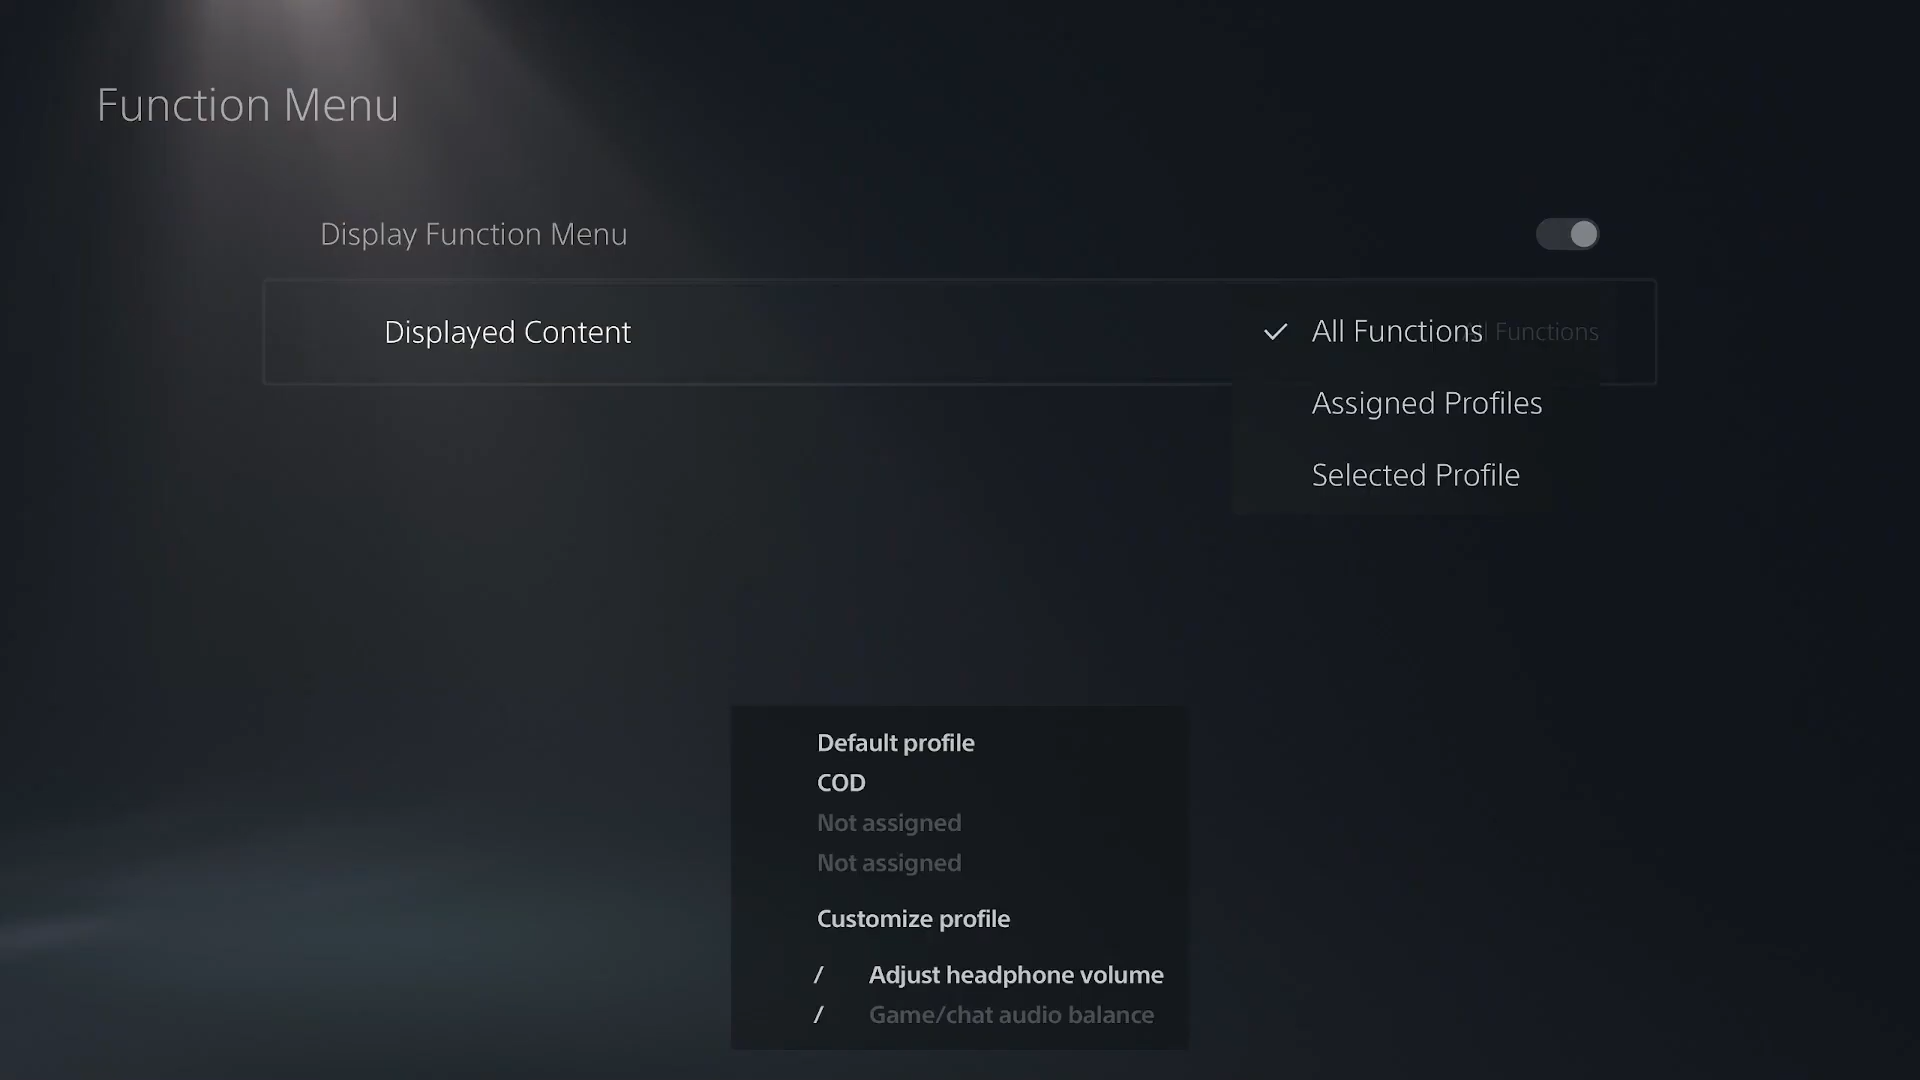 Function Menu
Display Function Menu
Displayed Content
All Functions
Functions
Assigned Profiles
Selected Profile
Default profile
COD
Not assigned
Not assigned
Customize profile
/ Adjust headphone volume
/ Game/chat audio balance